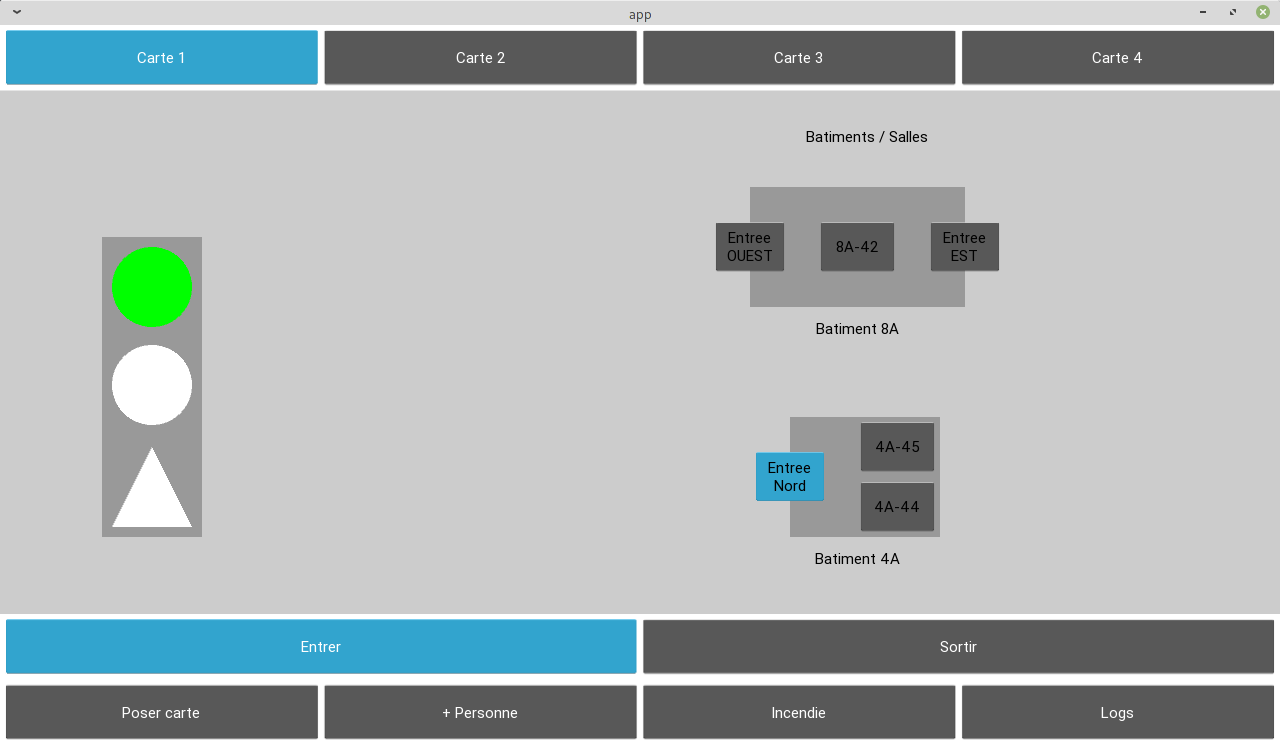 app
Carte 1
Carte 2
Carte 3
Carte 4
Batiments / Salles
Entree
OUEST
8A-42
Entree
EST
Batiment 8A
4A-45
Entree
Nord
4A-44
Batiment 4A
Entrer
Sortir
Poser carte
+ Personne
Incendie
Logs